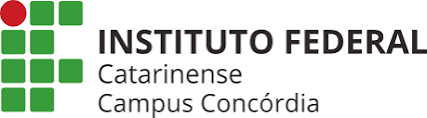 INSTITUTO FEDERAL
Catarinense
Campus Concórdia